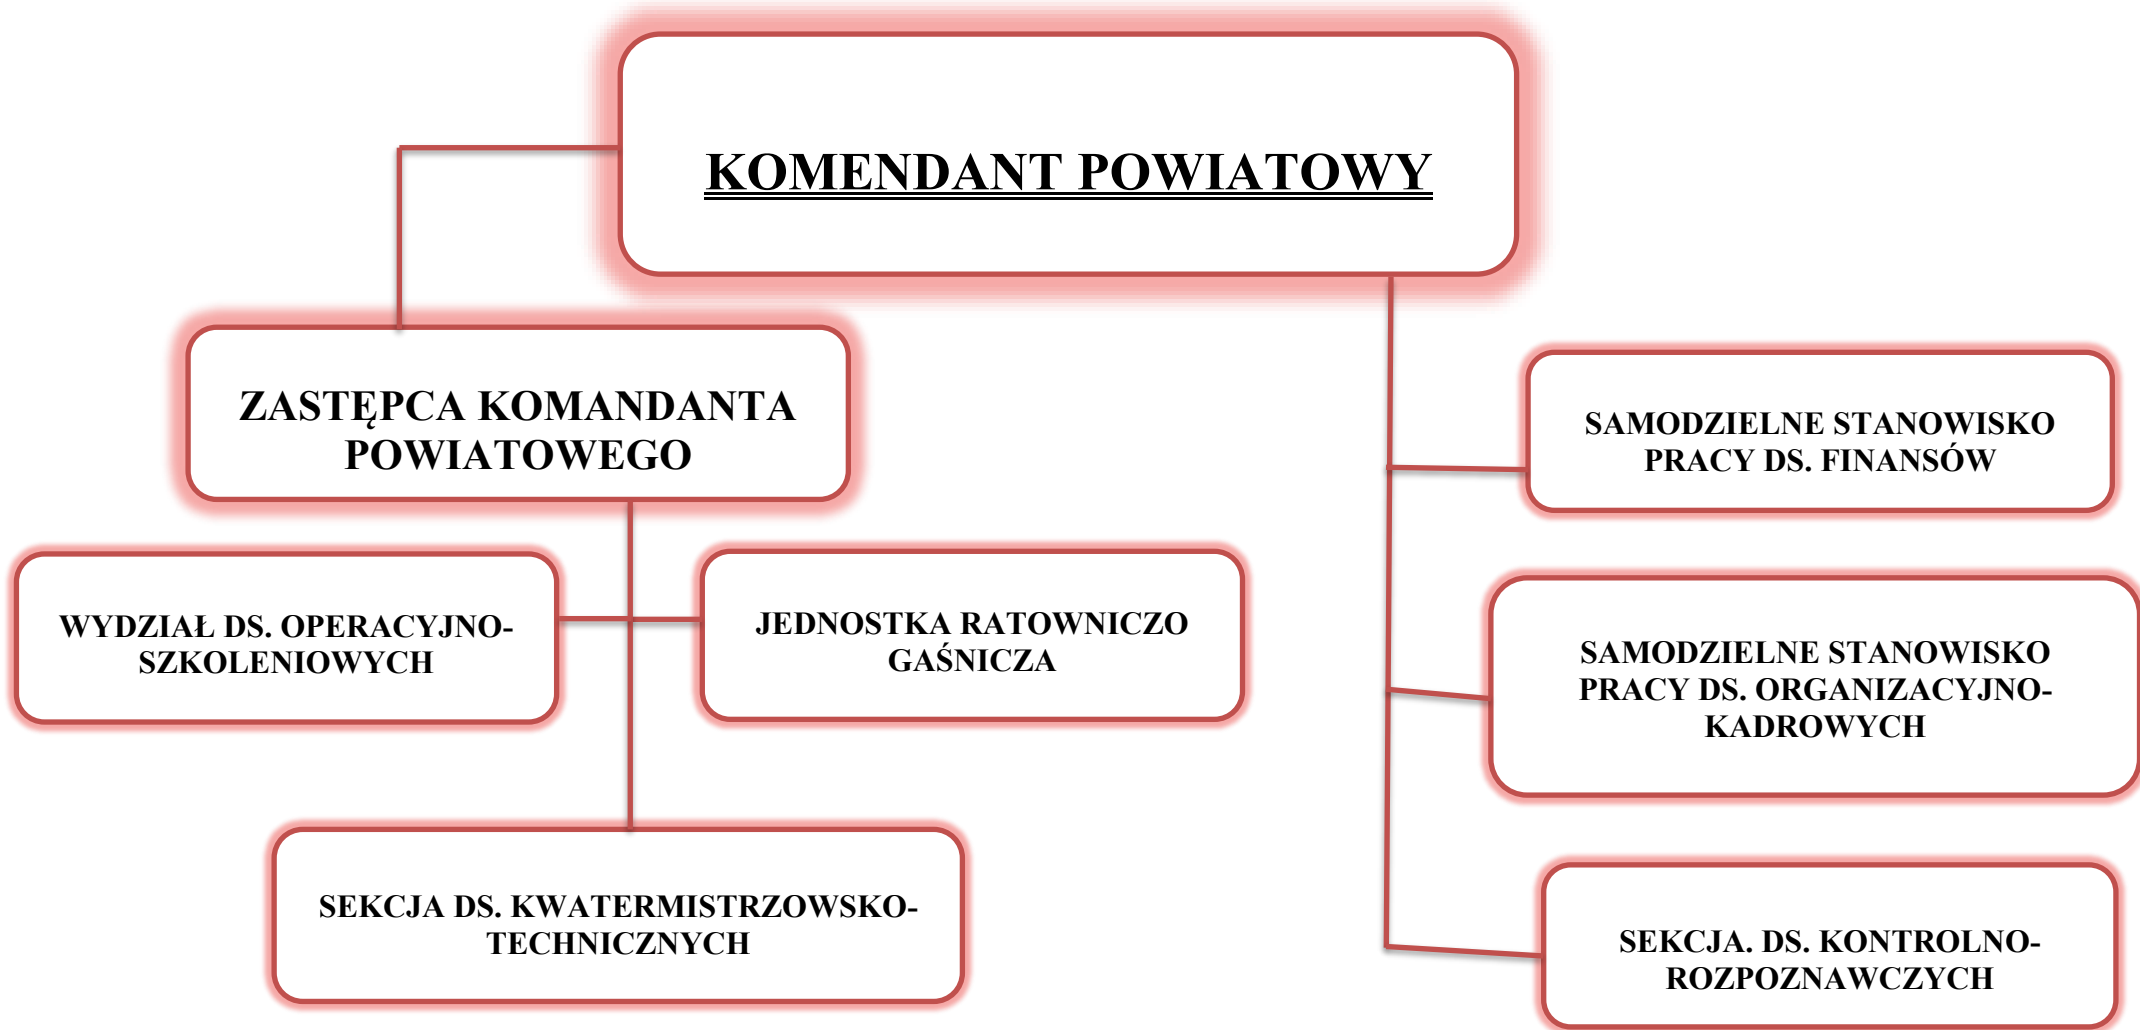 KOMENDANT POWIATOWY
ZASTĘPCA KOMANDANTA
POWIATOWEGO
WYDZIAŁ DS. OPERACYJNO-
SZKOLENIOWYCH
JEDNOSTKA RATOWNICZO
GAŚNICZA
SEKCJA DS. KWATERMISTRZOWSKO-
TECHNICZNYCH
SAMODZIELNE STANOWISKO
PRACY DS. FINANSÓW
SAMODZIELNE STANOWISKO
PRACY DS. ORGANIZACYJNO-
KADROWYCH
SEKCJA. DS. KONTROLNO-
ROZPOZNAWCZYCH